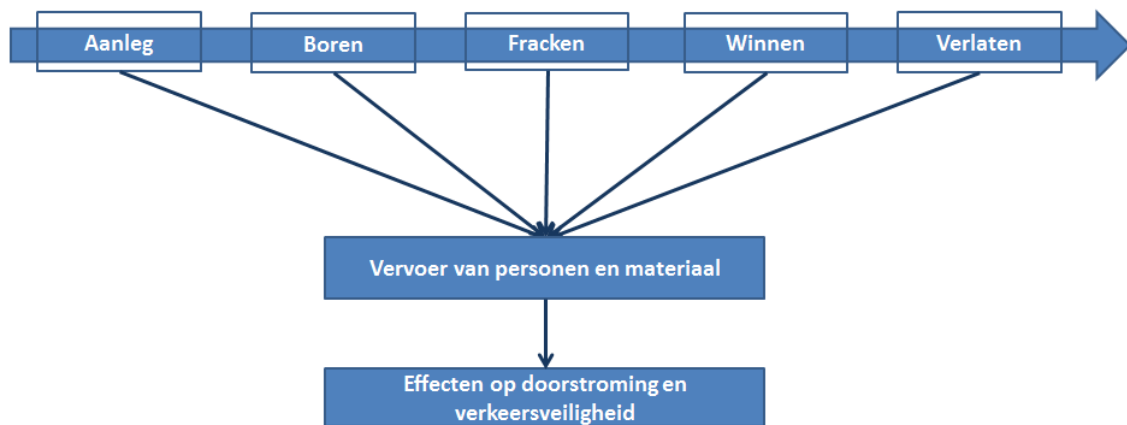 Aanleg
Boren
Fracken
Winnen
Verlaten
Vervoer van personen en materiaal
Effecten op doorstroming en
verkeersveiligheid